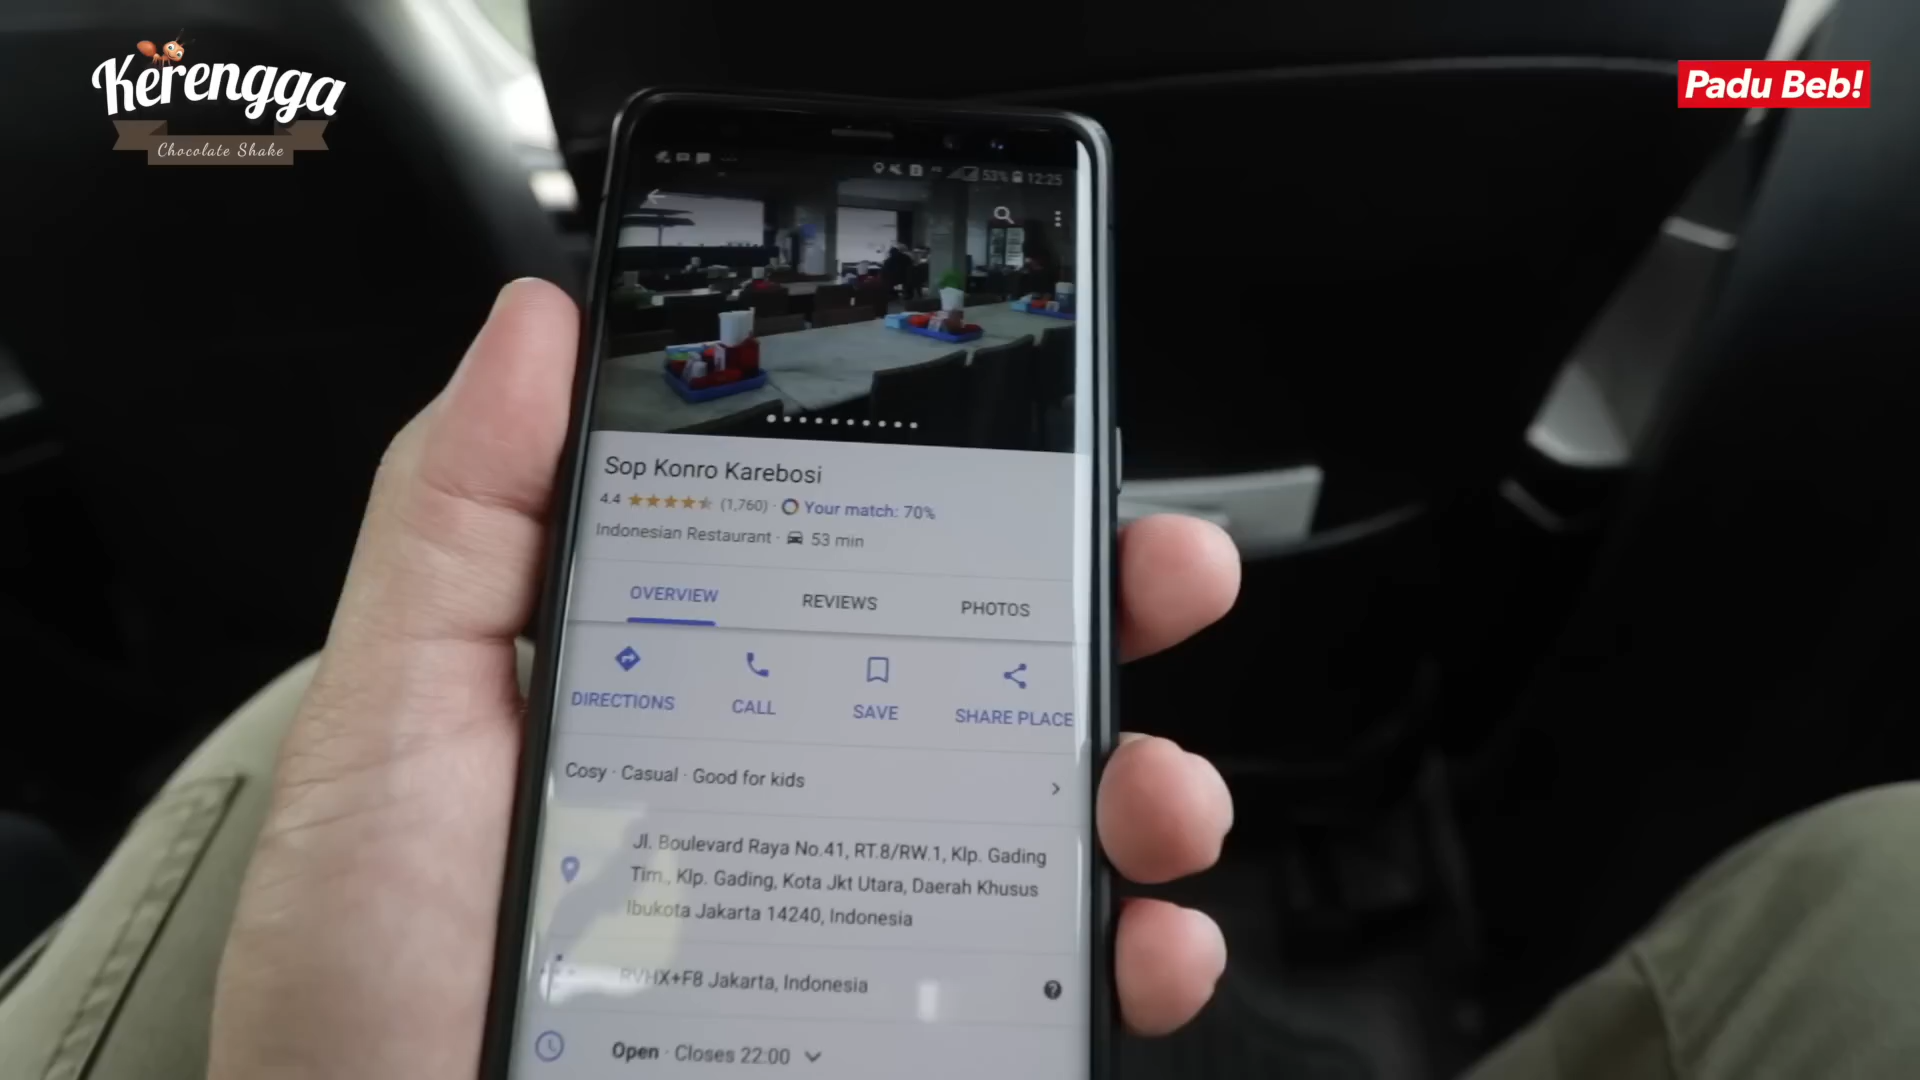 Kerengga
Chocolate Shake
Padu Beb!
53% 12:25
Sop Konro Karebosi
4.4 (1,760) · Your match: 70%
Indonesian Restaurant · 53 min
OVERVIEW REVIEWS PHOTOS
DIRECTIONS CALL SAVE SHARE PLACE
Cosy · Casual · Good for kids
Jl. Boulevard Raya No.41, RT.8/RW.1, Klp. Gading
Tim., Klp. Gading, Kota Jkt Utara, Daerah Khusus
Ibukota Jakarta 14240, Indonesia
RVHX+F8 Jakarta, Indonesia
Open · Closes 22:00